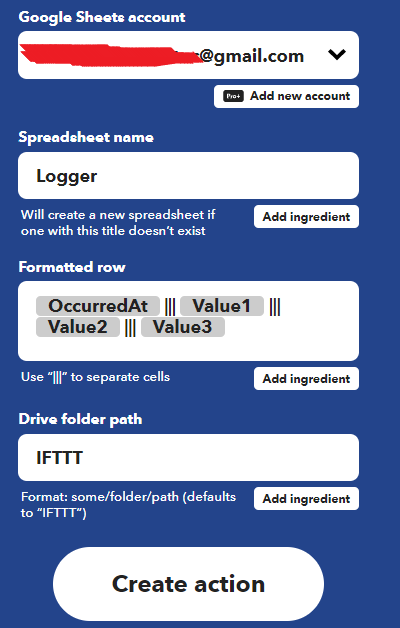 Google Sheets account
@gmail.com
Pro+ Add new account
Spreadsheet name
Logger
Will create a new spreadsheet if
one with this title doesn't exist
Add ingredient
Formatted row
OccurredAt ||| Value1 |||
Value2 ||| Value3
Use "|||" to separate cells
Add ingredient
Drive folder path
IFTTT
Format: some/folder/path (defaults
to "IFTTT")
Add ingredient
Create action